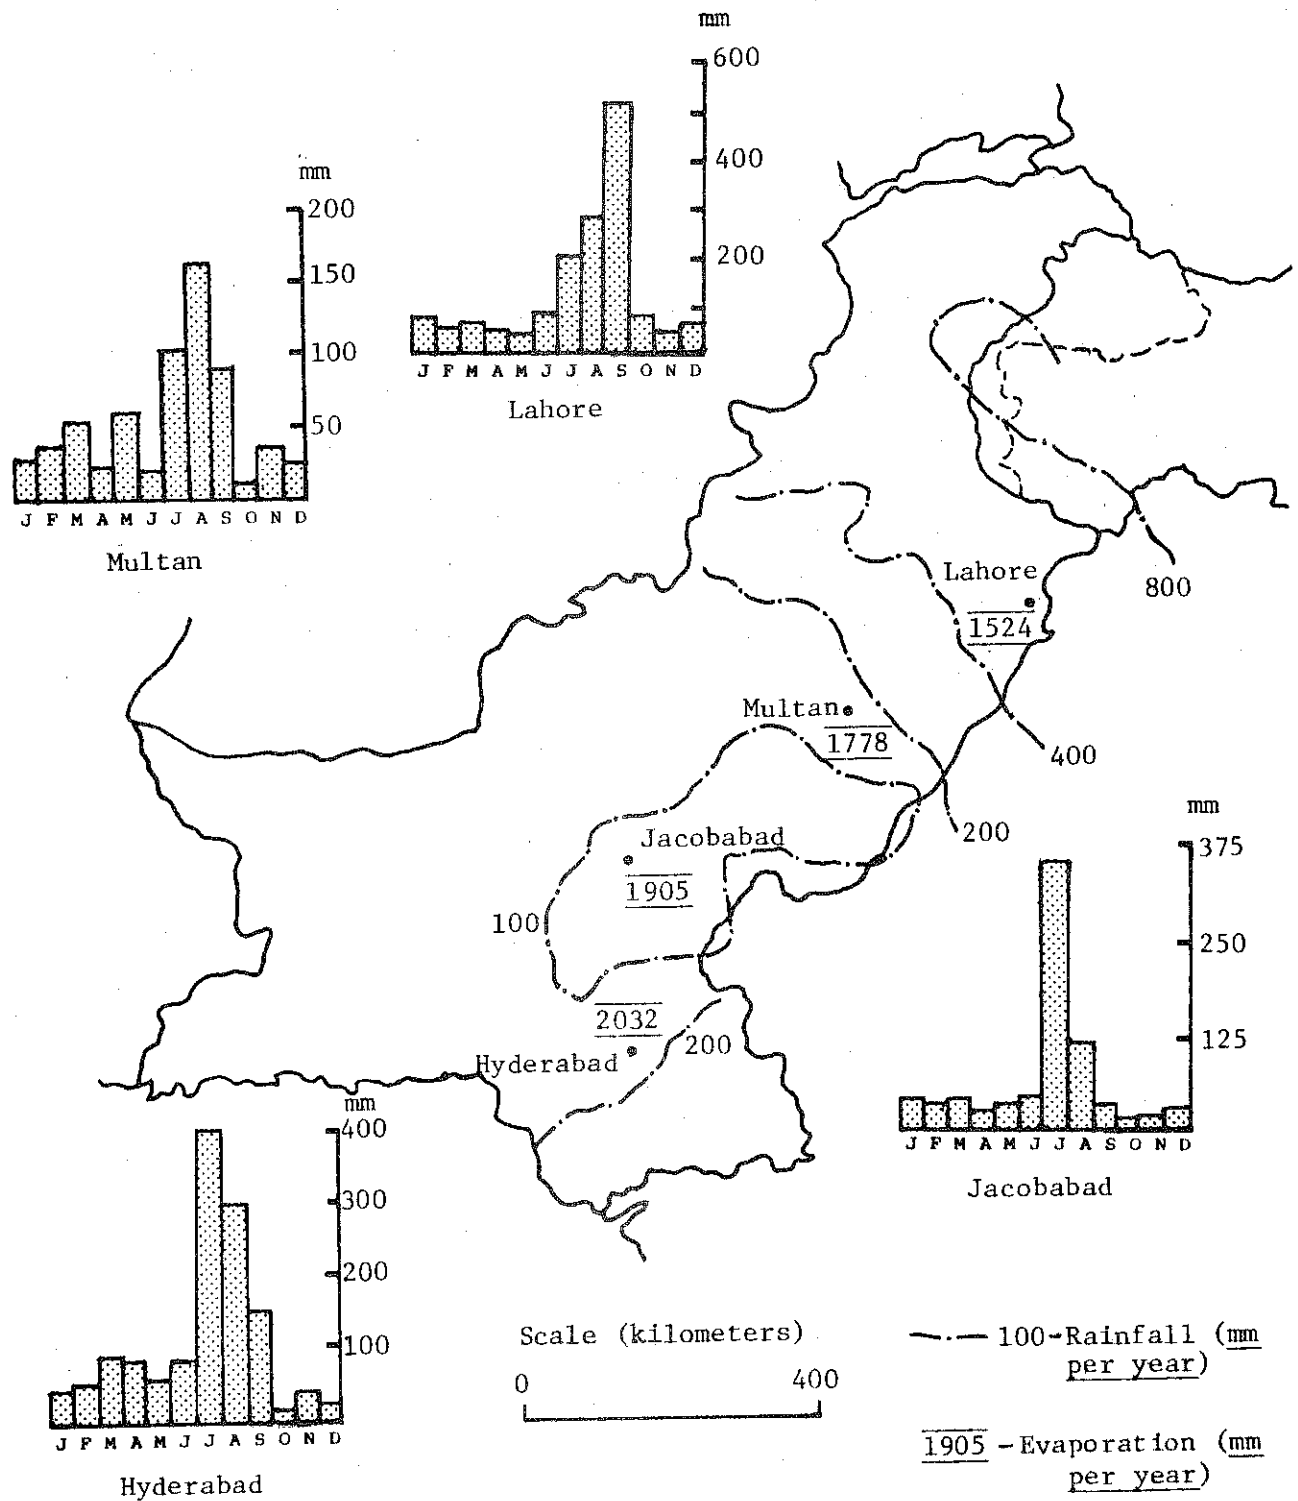 mm
600
400
200
J F M A M J J A S O N D
Lahore
mm
200
150
100
50
J F M A M J J A S O N D
Multan
Lahore
1524
800
Multan
1778
400
200
Jacobabad
1905
100
2032
Hyderabad
200
mm
375
250
125
J F M A M J J A S O N D
Jacobabad
mm
400
300
200
100
J F M A M J J A S O N D
Hyderabad
Scale (kilometers)
0 400
100-Rainfall (mm
per year)
1905 - Evaporation (mm
per year)